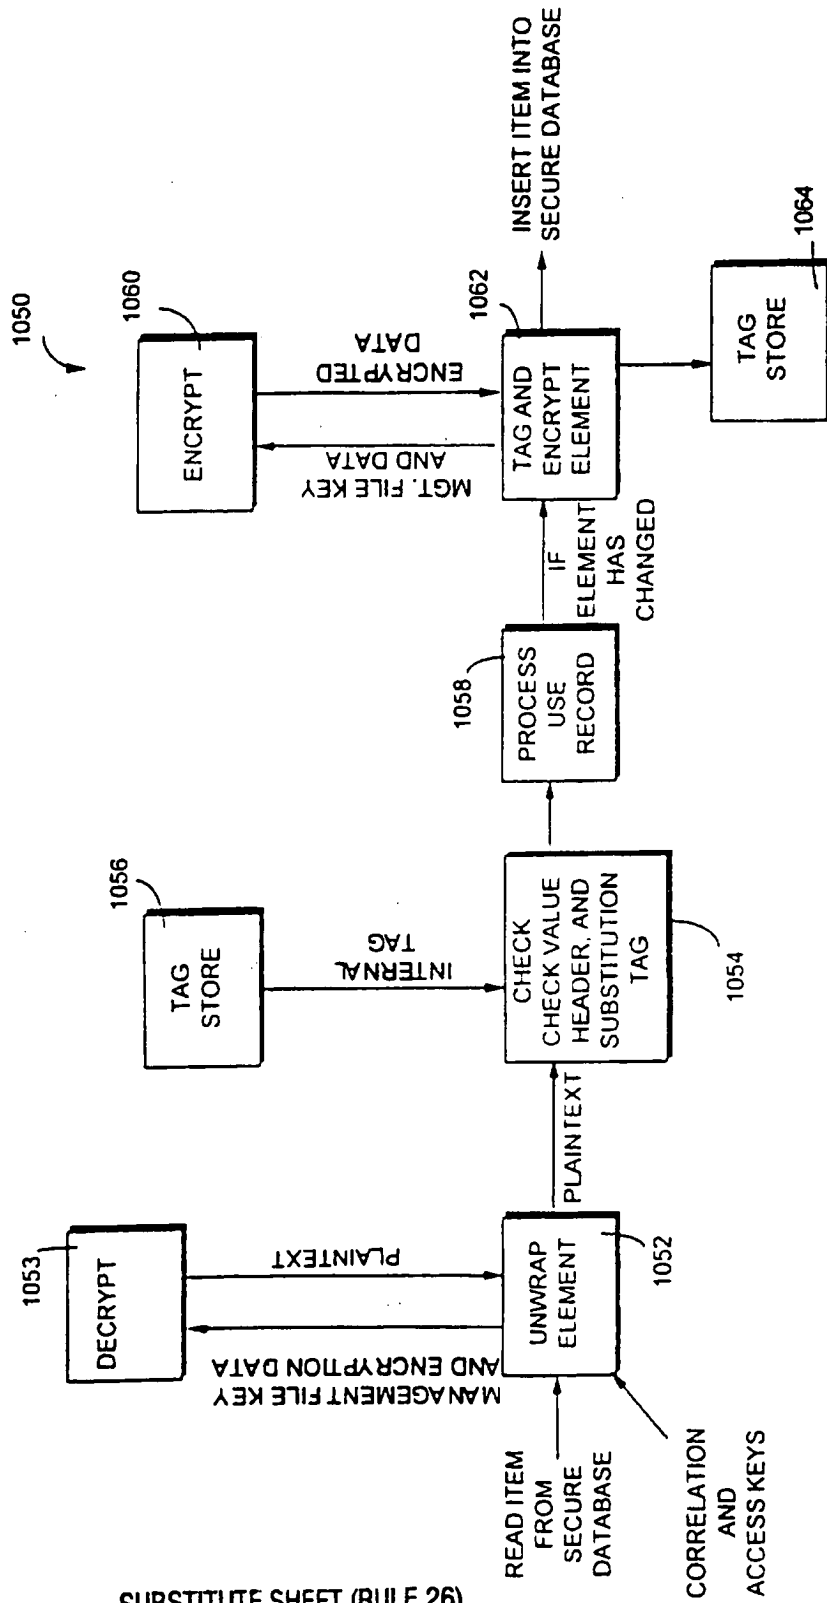 1050
1053
DECRYPT
MANAGEMENT FILE KEY
AND ENCRYPTION DATA
PLAINTEXT
READ ITEM
FROM
SECURE
DATABASE
CORRELATION
AND
ACCESS KEYS
UNWRAP
ELEMENT
1052
PLAINTEXT
1056
TAG
STORE
INTERNAL
TAG
CHECK
CHECK VALUE
HEADER, AND
SUBSTITUTION
TAG
1054
1058
PROCESS
USE
RECORD
IF
ELEMENT
HAS
CHANGED
1060
ENCRYPT
MGT. FILE KEY
AND DATA
ENCRYPTED
DATA
1062
TAG AND
ENCRYPT
ELEMENT
INSERT ITEM INTO
SECURE DATABASE
TAG
STORE
1064
SUBSTITUTE SHEET (RULE 26)